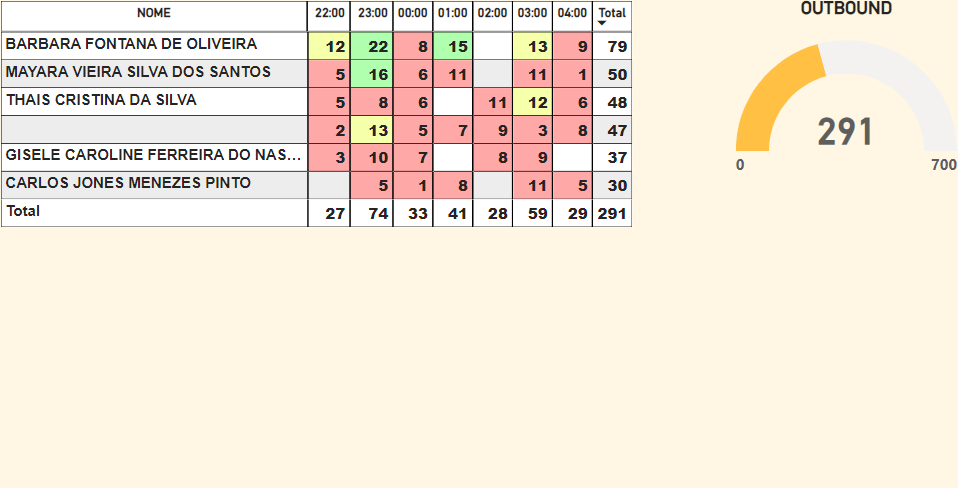 NOME 22:00 23:00 00:00 01:00 02:00 03:00 04:00 Total
BARBARA FONTANA DE OLIVEIRA 12 22 8 15 13 9 79
MAYARA VIEIRA SILVA DOS SANTOS 5 16 6 11 11 1 50
THAIS CRISTINA DA SILVA 5 8 6 11 12 6 48
2 13 5 7 9 3 8 47
GISELE CAROLINE FERREIRA DO NAS... 3 10 7 8 9 37
CARLOS JONES MENEZES PINTO 5 1 8 11 5 30
Total 27 74 33 41 28 59 29 291
OUTBOUND
291
0 700